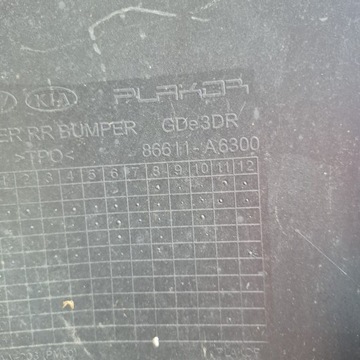 KIA PLAKOR
ER RR BUMPER GDe3DR
>TPO< 86611-A6300
1 2 3 4 5 6 7 8 9 10 11 12